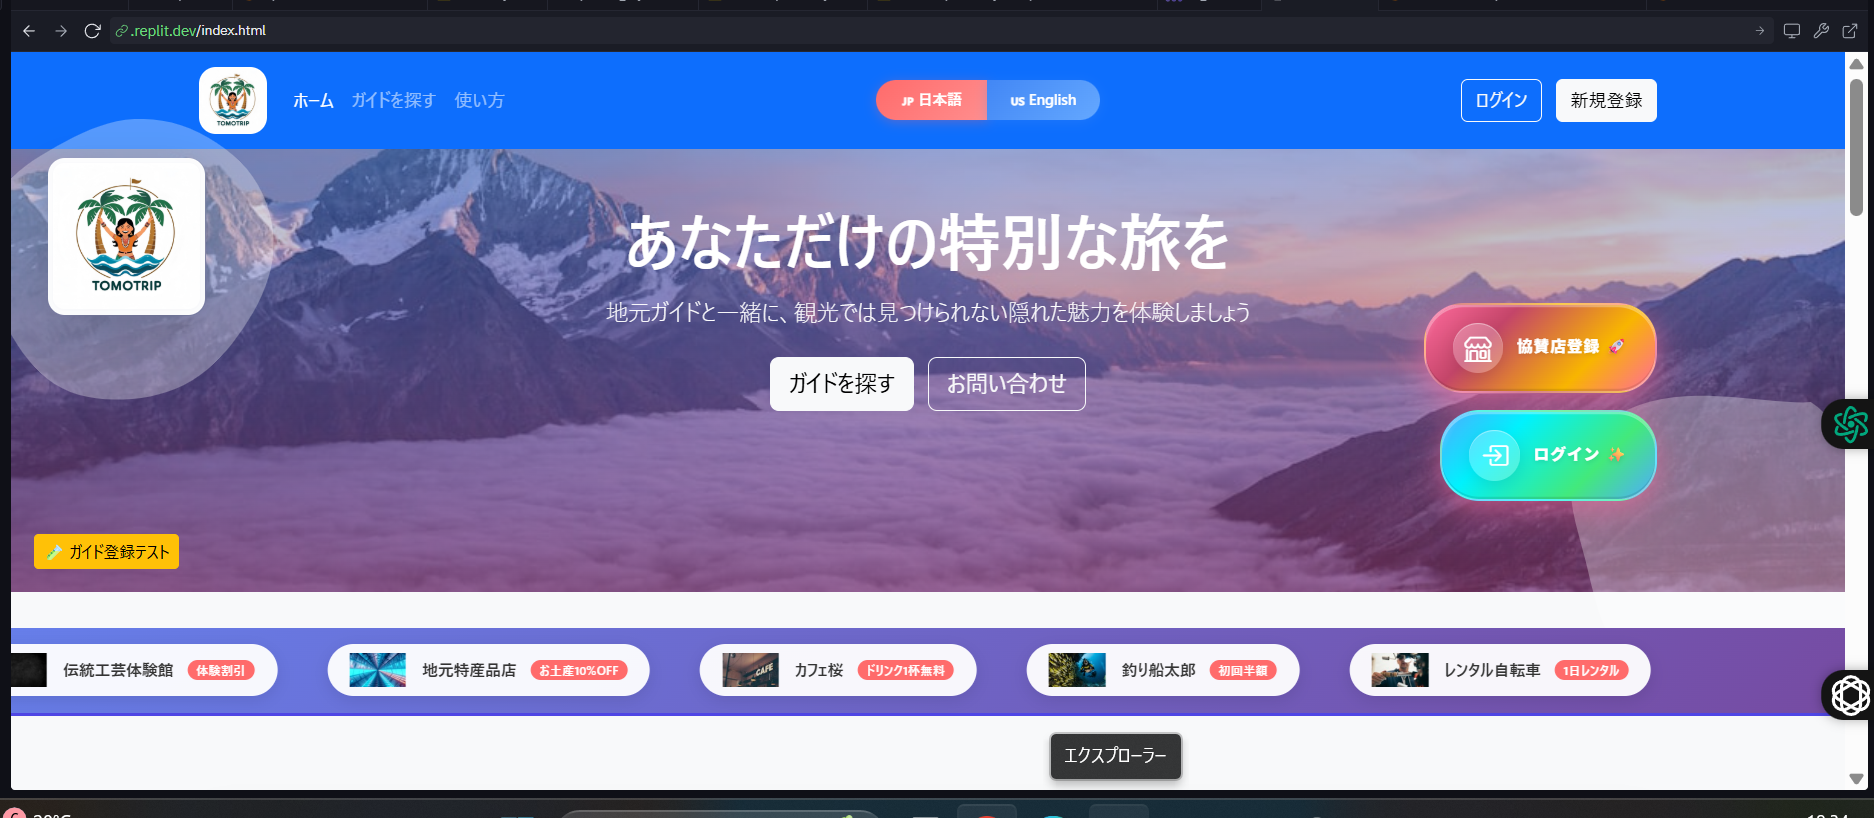 .replit.dev/index.html
TOMOTRIP
ホーム ガイドを探す 使い方
JP 日本語
US English
ログイン
新規登録
TOMOTRIP
あなただけの特別な旅を
地元ガイドと一緒に、観光では見つけられない隠れた魅力を体験しましょう
ガイドを探す
お問い合わせ
協賛店登録 🚀
ログイン ✨
ガイド登録テスト
伝統工芸体験館 体験割引
地元特産品店 お土産10%OFF
CAFE
カフェ桜 ドリンク1杯無料
釣り船太郎 初回半額
レンタル自転車 1日レンタル
エクスプローラー